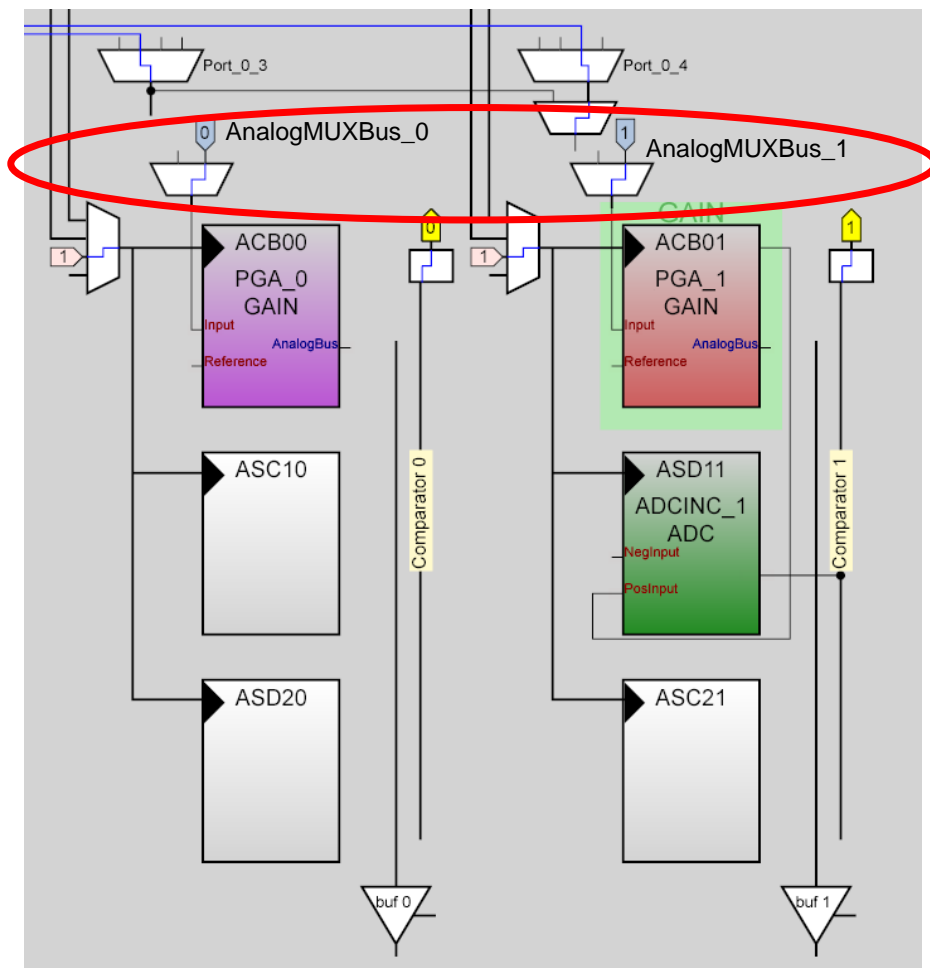 Port_0_3
Port_0_4
0
AnalogMUXBus_0
1
AnalogMUXBus_1
GAIN
1
ACB00
PGA_0
GAIN
Input
AnalogBus
Reference
0
1
ACB01
PGA_1
GAIN
Input
AnalogBus
Reference
1
ASC10
Comparator 0
ASD11
ADCINC_1
ADC
NegInput
PosInput
Comparator 1
ASD20
ASC21
buf 0
buf 1